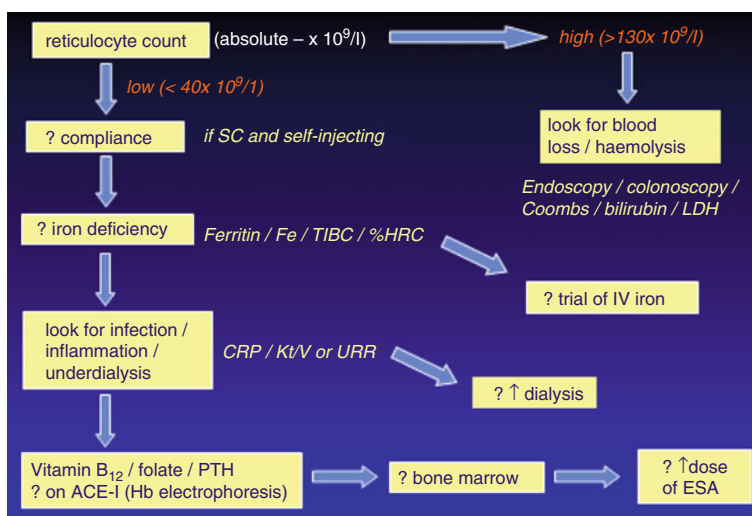 reticulocyte count (absolute – x 10⁹/l) high (>130x 10⁹/l)
low (< 40x 10⁹/1)
? compliance if SC and self-injecting
look for blood
loss / haemolysis
Endoscopy / colonoscopy /
Coombs / bilirubin / LDH
? iron deficiency Ferritin / Fe / TIBC / %HRC
? trial of IV iron
look for infection /
inflammation /
underdialysis
CRP / Kt/V or URR
? ↑ dialysis
Vitamin B₁₂ / folate / PTH
? on ACE-I (Hb electrophoresis)
? bone marrow
? ↑dose
of ESA